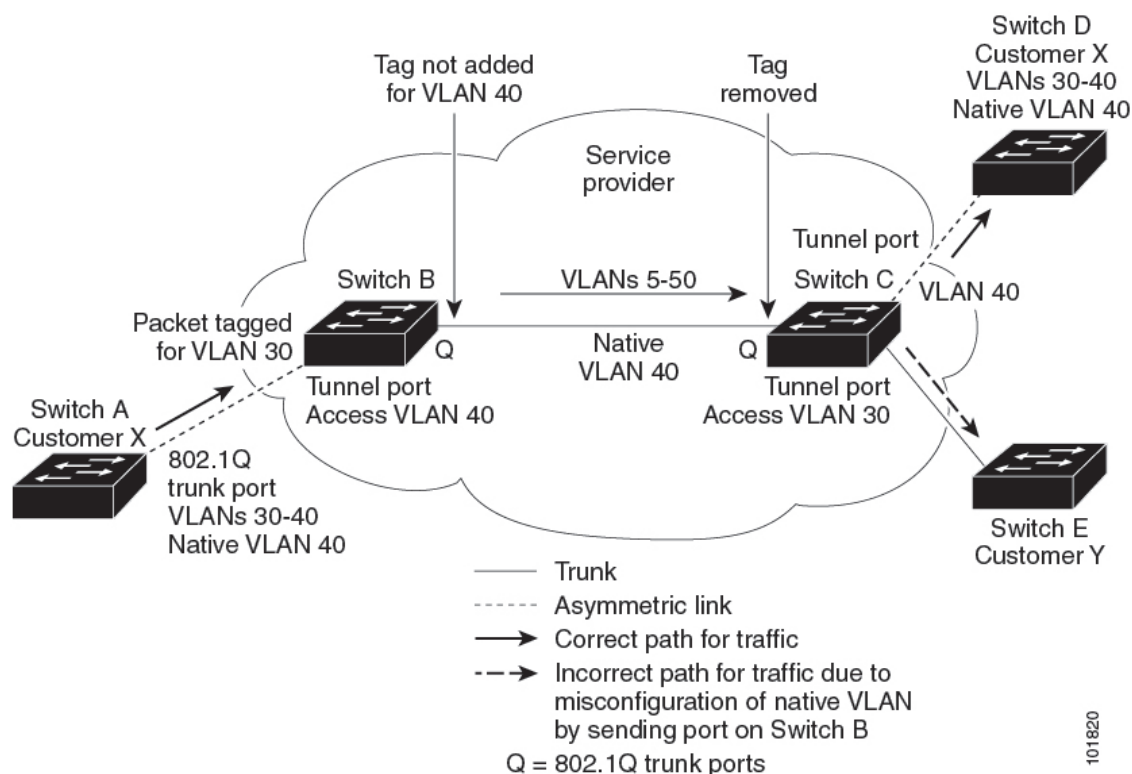 Switch D
Customer X
VLANs 30-40
Native VLAN 40
Tag not added
for VLAN 40
Tag
removed
Service
provider
Tunnel port
Switch B
VLANs 5-50
Switch C
VLAN 40
Packet tagged
for VLAN 30
Q
Native
VLAN 40
Q
Tunnel port
Access VLAN 40
Tunnel port
Access VLAN 30
Switch A
Customer X
802.1Q
trunk port
VLANs 30-40
Native VLAN 40
Switch E
Customer Y
Trunk
Asymmetric link
Correct path for traffic
Incorrect path for traffic due to
misconfiguration of native VLAN
by sending port on Switch B
Q = 802.1Q trunk ports
101820